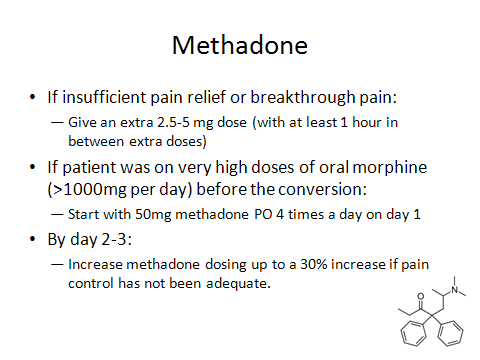 Methadone
• If insufficient pain relief or breakthrough pain:
— Give an extra 2.5-5 mg dose (with at least 1 hour in
between extra doses)
• If patient was on very high doses of oral morphine
(>1000mg per day) before the conversion:
— Start with 50mg methadone PO 4 times a day on day 1
• By day 2-3:
— Increase methadone dosing up to a 30% increase if pain
control has not been adequate.
O
N